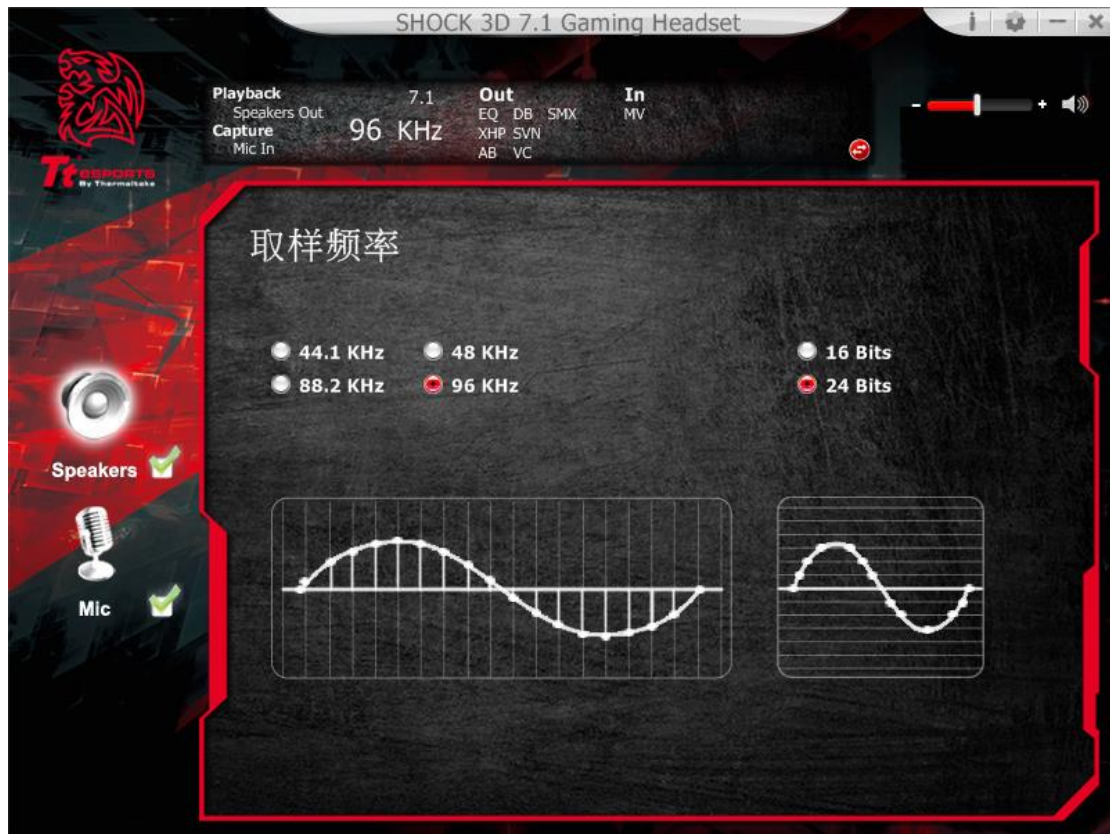 SHOCK 3D 7.1 Gaming Headset
i
Playback 7.1 Out In
Speakers Out EQ DB SMX MV
Capture 96 KHz XHP SVN
Mic In AB VC
- +
Tt eSPORTS
By Thermaltake
取样频率
44.1 KHz 48 KHz 16 Bits
88.2 KHz 96 KHz 24 Bits
Speakers
Mic